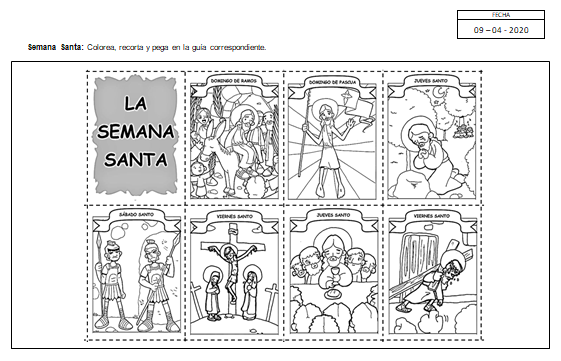 FECHA
09 – 04 - 2020
Semana Santa: Colorea, recorta y pega en la guía correspondiente.
LA
SEMANA
SANTA
DOMINGO DE RAMOS
DOMINGO DE PASCUA
JUEVES SANTO
SÁBADO SANTO
VIERNES SANTO
JUEVES SANTO
VIERNES SANTO